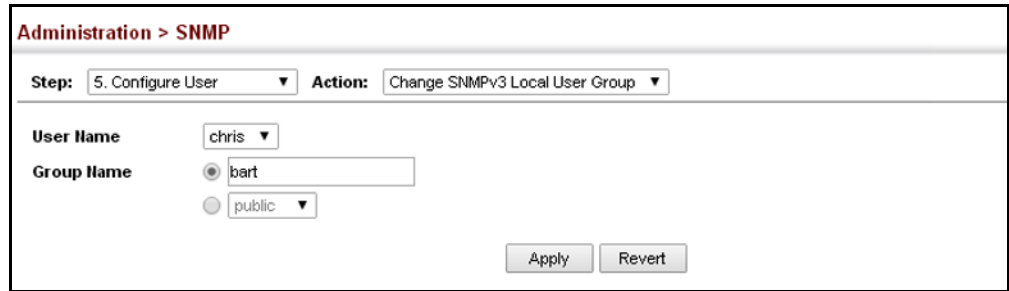 Administration > SNMP
Step: 5. Configure User Action: Change SNMPv3 Local User Group
User Name chris
Group Name bart
public
Apply Revert